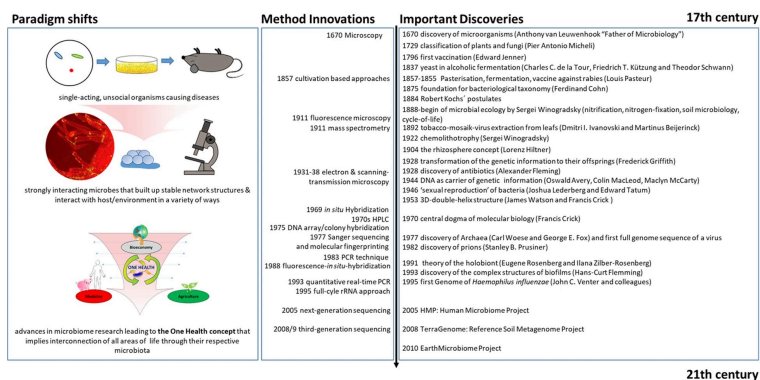 Paradigm shifts
Method Innovations
Important Discoveries
17th century
single-acting, unsocial organisms causing diseases
strongly interacting microbes that built up stable network structures &
interact with host/environment in a variety of ways
Bioeconomy
ONE HEALTH
Agriculture
advances in microbiome research leading to the One Health concept that
implies interconnection of all areas of life through their respective
microbiota
1670 Microscopy
1857 cultivation based approaches
1911 fluorescence microscopy
1911 mass spectrometry
1931-38 electron & scanning-
transmission microscopy
1969 in situ Hybridization
1970s HPLC
1975 DNA array/colony hybridization
1977 Sanger sequencing
and molecular fingerprinting
1983 PCR technique
1988 fluorescence-in situ-hybridization
1993 quantitative real-time PCR
1995 full-cyle rRNA approach
2005 next-generation sequencing
2008/9 third-generation sequencing
1670 discovery of microorganisms (Anthony van Leuwenhook "Father of Microbiology")
1729 classification of plants and fungi (Pier Antonio Micheli)
1796 first vaccination (Edward Jenner)
1837 yeast in alcoholic fermentation (Charles C. de la Tour, Friedrich T. Kützung and Theodor Schwann)
1857-1855 Pasterisation, fermentation, vaccine against rabies (Louis Pasteur)
1875 foundation for bacteriological taxonomy (Ferdinand Cohn)
1884 Robert Kochs´ postulates
1888-begin of microbial ecology by Sergei Winogradsky (nitrification, nitrogen-fixation, soil microbiology,
cycle-of-life)
1892 tobacco-mosaik-virus extraction from leafs (Dmitri I. Ivanovski and Martinus Beijerinck)
1922 chemolithotrophy (Sergei Winogradsky)
1904 the rhizosphere concept (Lorenz Hiltner)
1928 transformation of the genetic information to their offsprings (Frederick Griffith)
1928 discovery of antibiotics (Alexander Fleming)
1944 DNA as carrier of genetic information (Oswald Avery, Colin MacLeod, Maclyn McCarty)
1946 'sexual reproduction' of bacteria (Joshua Lederberg and Edward Tatum)
1953 3D-double-helix structure (James Watson and Francis Crick )
1970 central dogma of molecular biology (Francis Crick)
1977 discovery of Archaea (Carl Woese and George E. Fox) and first full genome sequence of a virus
1982 discovery of prions (Stanley B. Prusiner)
1991 theory of the holobiont (Eugene Rosenberg and Ilana Zilber-Rosenberg)
1993 discovery of the complex structures of biofilms (Hans-Curt Flemming)
1995 first Genome of Haemophilus influenzae (John C. Venter and colleagues)
2005 HMP: Human Microbiome Project
2008 TerraGenome: Reference Soil Metagenome Project
2010 EarthMicrobiome Project
21th century